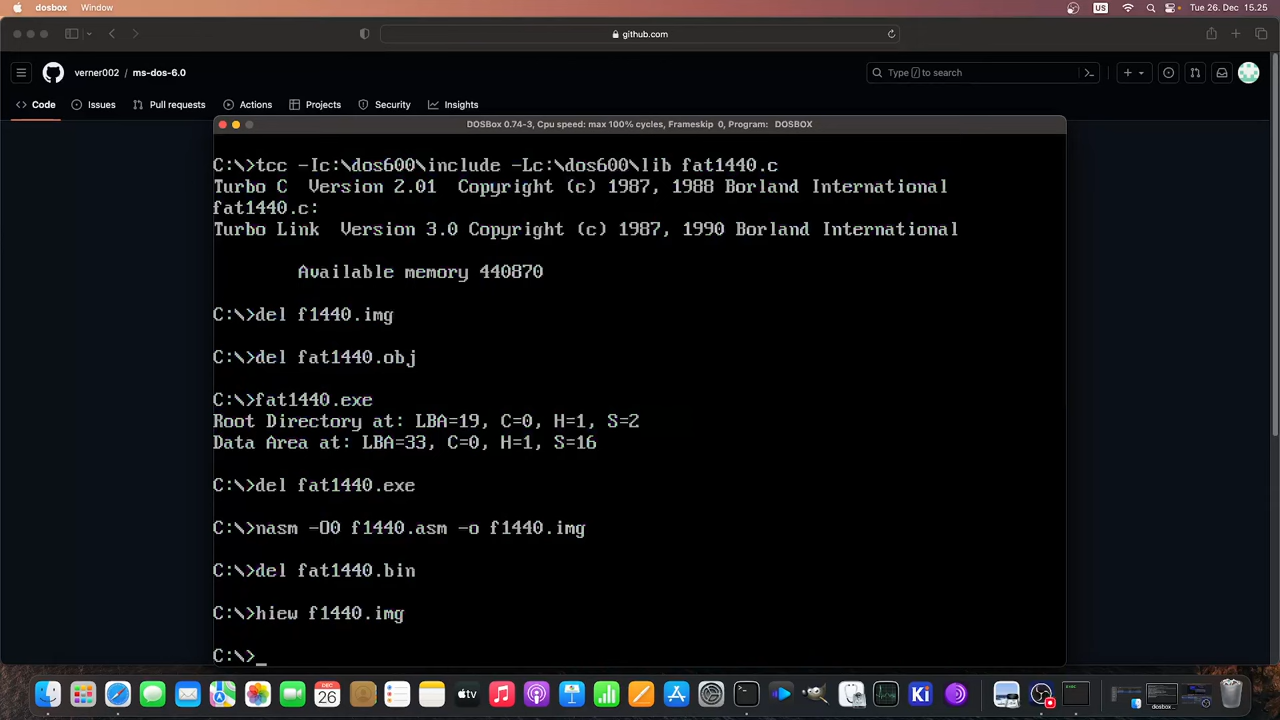 dosbox Window
US
Tue 26. Dec 15.25
github.com
verner002 / ms-dos-6.0
Type / to search
Code Issues Pull requests Actions Projects Security Insights
DOSBox 0.74-3, Cpu speed: max 100% cycles, Frameskip 0, Program: DOSBOX
C:\>tcc -Ic:\dos600\include -Lc:\dos600\lib fat1440.c
Turbo C Version 2.01 Copyright (c) 1987, 1988 Borland International
fat1440.c:
Turbo Link Version 3.0 Copyright (c) 1987, 1990 Borland International
Available memory 440870
C:\>del f1440.img
C:\>del fat1440.obj
C:\>fat1440.exe
Root Directory at: LBA=19, C=0, H=1, S=2
Data Area at: LBA=33, C=0, H=1, S=16
C:\>del fat1440.exe
C:\>nasm -O0 f1440.asm -o f1440.img
C:\>del fat1440.bin
C:\>hiew f1440.img
C:\>_
DEC
26
tv
Ki